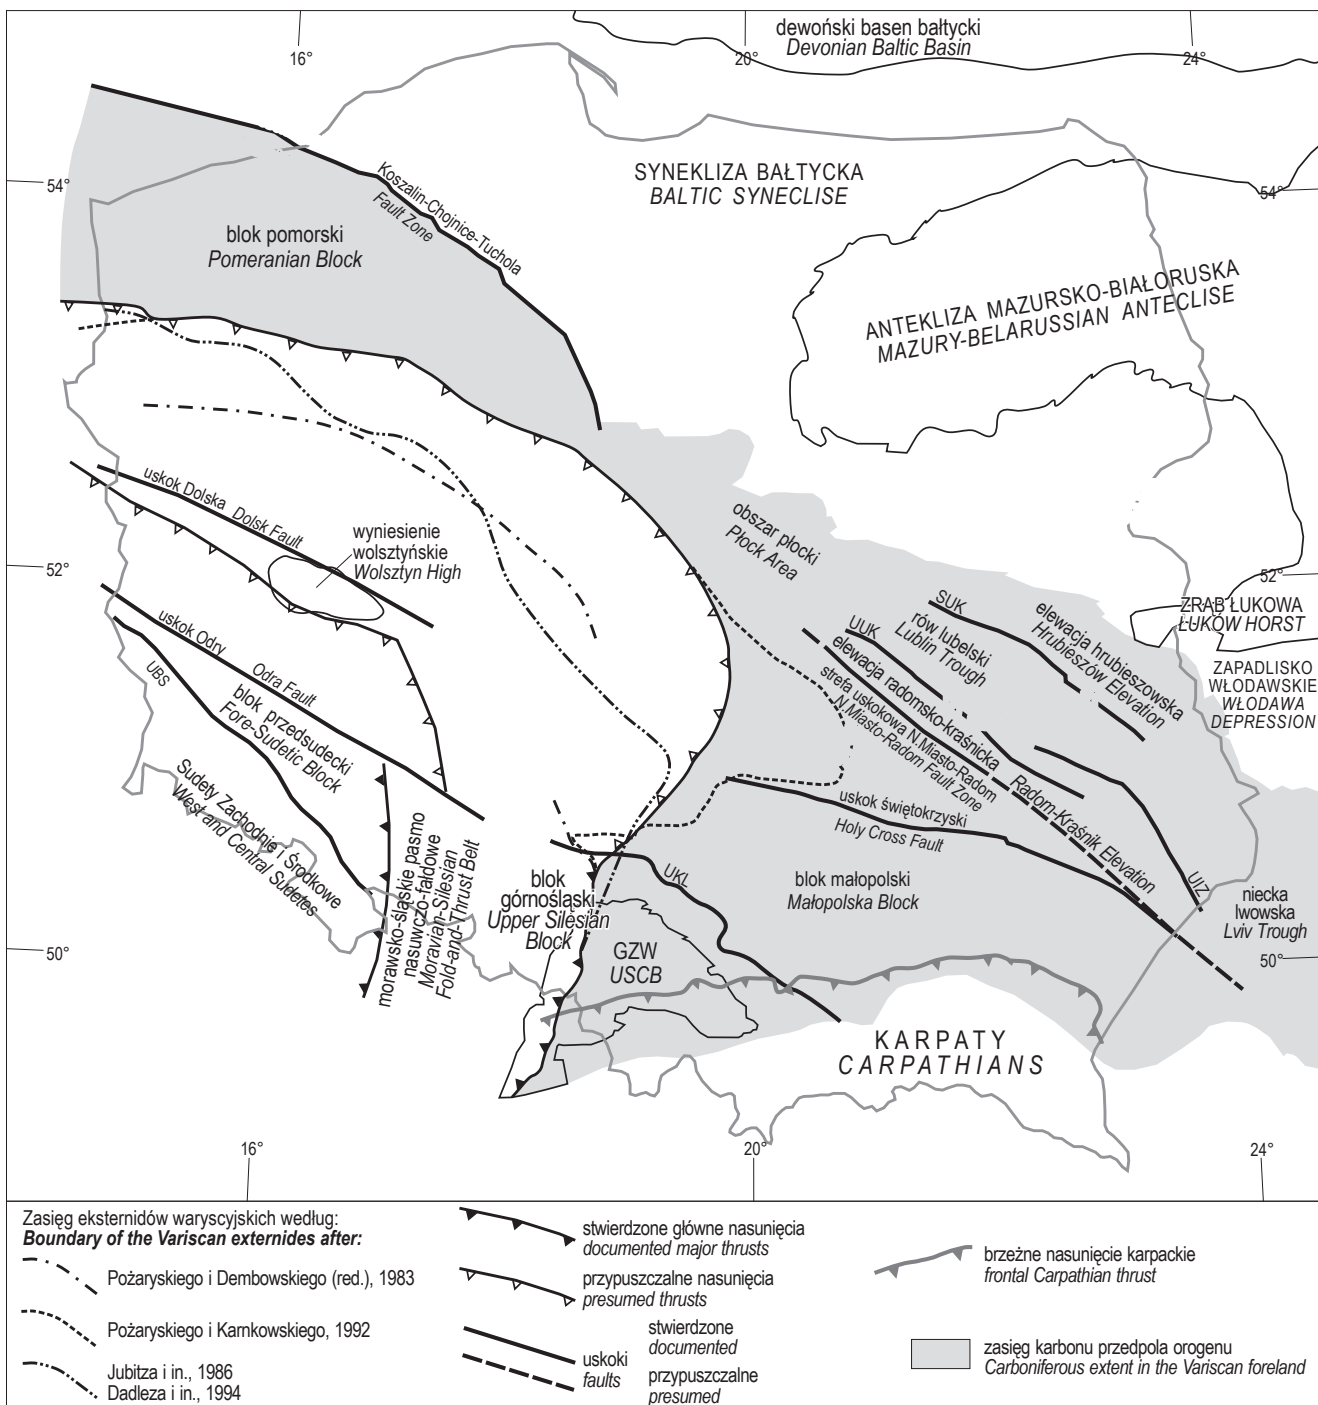 dewoński basen bałtycki
Devonian Baltic Basin
16°
20°
24°
54°
54°
SYNEKLIZA BAŁTYCKA
BALTIC SYNECLISE
Koszalin-Chojnice-Tuchola
Fault Zone
blok pomorski
Pomeranian Block
ANTEKLIZA MAZURSKO-BIAŁORUSKA
MAZURY-BELARUSSIAN ANTECLISE
uskok Dolska
Dolsk Fault
wyniesienie
wolsztyńskie
Wolsztyn High
obszar płocki
Płock Area
52°
52°
ZRĄB ŁUKOWA
ŁUKÓW HORST
SUK
elewacja hrubieszowska
Hrubieszów Elevation
UUK
rów lubelski
Lublin Trough
elewacja radomsko-kraśnicka
Radom-Kraśnik Elevation
strefa uskokowa N.Miasto-Radom
N.Miasto-Radom Fault Zone
ZAPADLISKO
WŁODAWSKIE
WŁODAWA
DEPRESSION
uskok Odry
Odra Fault
UBS
blok przedsudecki
Fore-Sudetic Block
Sudety Zachodnie i Środkowe
West and Central Sudetes
morawsko-śląskie pasmo
nasuwczo-fałdowe
Moravian-Silesian
Fold-and-Thrust Belt
uskok świętokrzyski
Holy Cross Fault
blok
górnośląski
Upper Silesian
Block
UKL
blok małopolski
Małopolska Block
UIZ
niecka
lwowska
Lviv Trough
GZW
USCB
50°
50°
KARPATY
CARPATHIANS
16°
20°
24°
Zasięg eksternidów waryscyjskich według:
Boundary of the Variscan externides after:
Pożaryskiego i Dembowskiego (red.), 1983
Pożaryskiego i Karnkowskiego, 1992
Jubitza i in., 1986
Dadleza i in., 1994
stwierdzone główne nasunięcia
documented major thrusts
przypuszczalne nasunięcia
presumed thrusts
uskoki
faults
stwierdzone
documented
przypuszczalne
presumed
brzeżne nasunięcie karpackie
frontal Carpathian thrust
zasięg karbonu przedpola orogenu
Carboniferous extent in the Variscan foreland